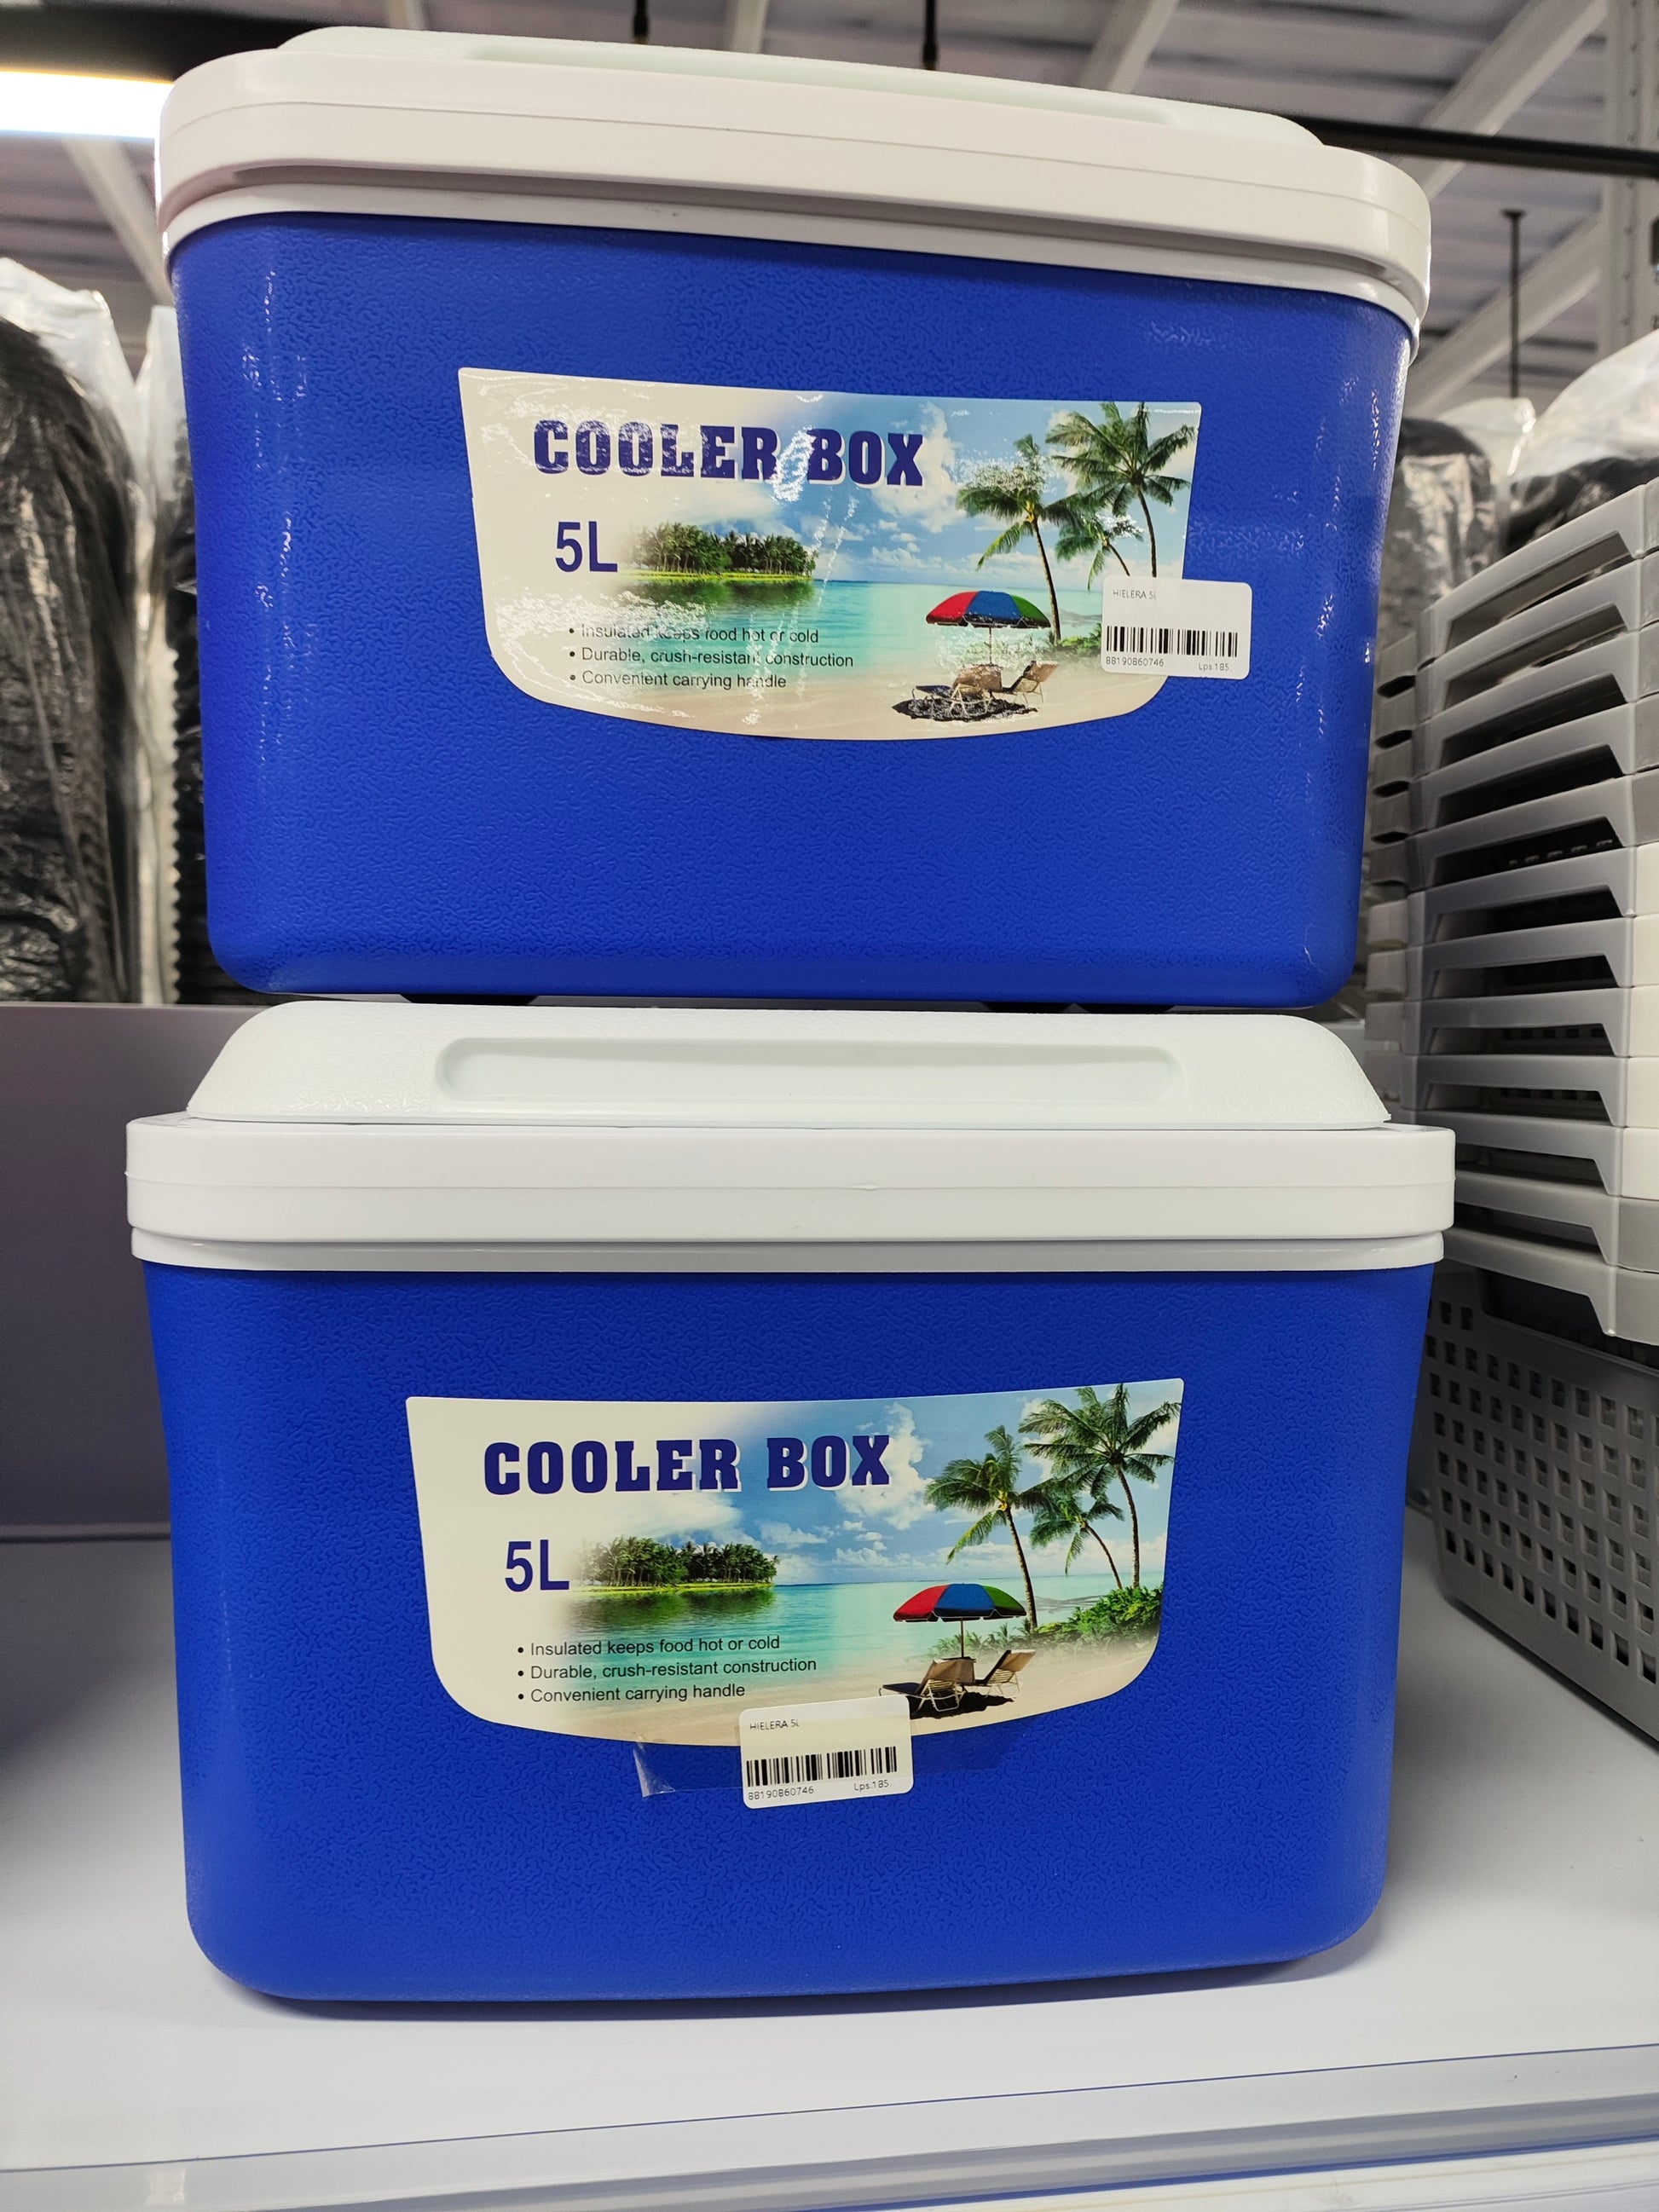 COOLER BOX
5L
• Insulated keeps food hot or cold
• Durable, crush-resistant construction
• Convenient carrying handle
HIELERA 5L
88190860746 Lps.185.
COOLER BOX
5L
• Insulated keeps food hot or cold
• Durable, crush-resistant construction
• Convenient carrying handle
HIELERA 5L
88190860746 Lps.185.